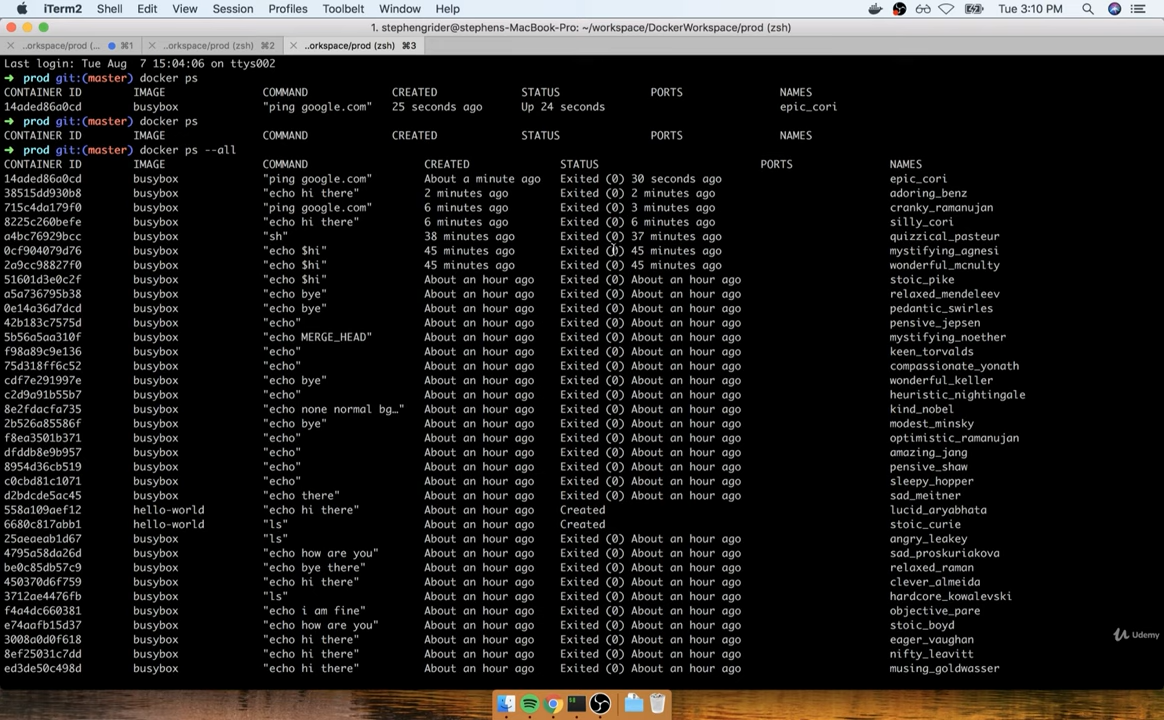 iTerm2 Shell Edit View Session Profiles Toolbelt Window Help Tue 3:10 PM
1. stephengrider@stephens-MacBook-Pro: ~/workspace/DockerWorkspace/prod (zsh)
..orkspace/prod (... ⌘1 ..orkspace/prod (zsh) ⌘2 ..orkspace/prod (zsh) ⌘3
Last login: Tue Aug 7 15:04:06 on ttys002
➜ prod git:(master) docker ps
CONTAINER ID IMAGE COMMAND CREATED STATUS PORTS NAMES
14aded86a0cd busybox "ping google.com" 25 seconds ago Up 24 seconds epic_cori
➜ prod git:(master) docker ps
CONTAINER ID IMAGE COMMAND CREATED STATUS PORTS NAMES
➜ prod git:(master) docker ps --all
CONTAINER ID IMAGE COMMAND CREATED STATUS PORTS NAMES
14aded86a0cd busybox "ping google.com" About a minute ago Exited (0) 30 seconds ago epic_cori
38515dd930b8 busybox "echo hi there" 2 minutes ago Exited (0) 2 minutes ago adoring_benz
715c4da179f0 busybox "ping google.com" 6 minutes ago Exited (0) 3 minutes ago cranky_ramanujan
8225c260befe busybox "echo hi there" 6 minutes ago Exited (0) 6 minutes ago silly_cori
a4bc76929bcc busybox "sh" 38 minutes ago Exited (0) 37 minutes ago quizzical_pasteur
0cf904079d76 busybox "echo $hi" 45 minutes ago Exited (0) 45 minutes ago mystifying_agnesi
2a9cc98827f0 busybox "echo $hi" 45 minutes ago Exited (0) 45 minutes ago wonderful_mcnulty
51601d3e0c2f busybox "echo $hi" About an hour ago Exited (0) About an hour ago stoic_pike
a5a736795b38 busybox "echo bye" About an hour ago Exited (0) About an hour ago relaxed_mendeleev
0e14a36d7dcd busybox "echo bye" About an hour ago Exited (0) About an hour ago pedantic_swirles
42b183c7575d busybox "echo" About an hour ago Exited (0) About an hour ago pensive_jepsen
5b56a5aa310f busybox "echo MERGE_HEAD" About an hour ago Exited (0) About an hour ago mystifying_noether
f98a89c9e136 busybox "echo" About an hour ago Exited (0) About an hour ago keen_torvalds
75d318ff6c52 busybox "echo" About an hour ago Exited (0) About an hour ago compassionate_yonath
cdf7e291997e busybox "echo bye" About an hour ago Exited (0) About an hour ago wonderful_keller
c2d9a91b55b7 busybox "echo" About an hour ago Exited (0) About an hour ago heuristic_nightingale
8e2fdacfa735 busybox "echo none normal bg…" About an hour ago Exited (0) About an hour ago kind_nobel
2b526a85586f busybox "echo bye" About an hour ago Exited (0) About an hour ago modest_minsky
f8ea3501b371 busybox "echo" About an hour ago Exited (0) About an hour ago optimistic_ramanujan
dfddb8e9b957 busybox "echo" About an hour ago Exited (0) About an hour ago amazing_jang
8954d36cb519 busybox "echo" About an hour ago Exited (0) About an hour ago pensive_shaw
c0cbd81c1071 busybox "echo" About an hour ago Exited (0) About an hour ago sleepy_hopper
d2bdcde5ac45 busybox "echo there" About an hour ago Exited (0) About an hour ago sad_meitner
558a109aef12 hello-world "echo hi there" About an hour ago Created lucid_aryabhata
6680c817abb1 hello-world "ls" About an hour ago Created stoic_curie
25aeaeab1d67 busybox "ls" About an hour ago Exited (0) About an hour ago angry_leakey
4795a58da26d busybox "echo how are you" About an hour ago Exited (0) About an hour ago sad_proskuriakova
be0c85db57c9 busybox "echo bye there" About an hour ago Exited (0) About an hour ago relaxed_raman
450370d6f759 busybox "echo hi there" About an hour ago Exited (0) About an hour ago clever_almeida
3712ae4476fb busybox "ls" About an hour ago Exited (0) About an hour ago hardcore_kowalevski
f4a4dc660381 busybox "echo i am fine" About an hour ago Exited (0) About an hour ago objective_pare
e74aafb15d37 busybox "echo how are you" About an hour ago Exited (0) About an hour ago stoic_boyd
3008a0d0f618 busybox "echo hi there" About an hour ago Exited (0) About an hour ago eager_vaughan
8ef25031c7dd busybox "echo hi there" About an hour ago Exited (0) About an hour ago nifty_leavitt
ed3de50c498d busybox "echo hi there" About an hour ago Exited (0) About an hour ago musing_goldwasser
Udemy